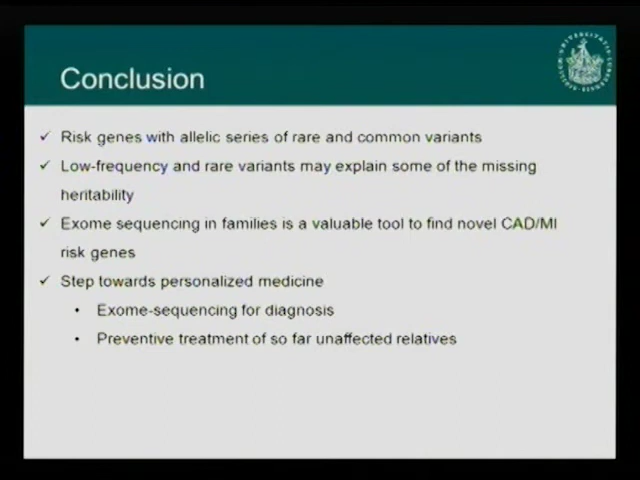 Conclusion
✓ Risk genes with allelic series of rare and common variants
✓ Low-frequency and rare variants may explain some of the missing
heritability
✓ Exome sequencing in families is a valuable tool to find novel CAD/MI
risk genes
✓ Step towards personalized medicine
• Exome-sequencing for diagnosis
• Preventive treatment of so far unaffected relatives